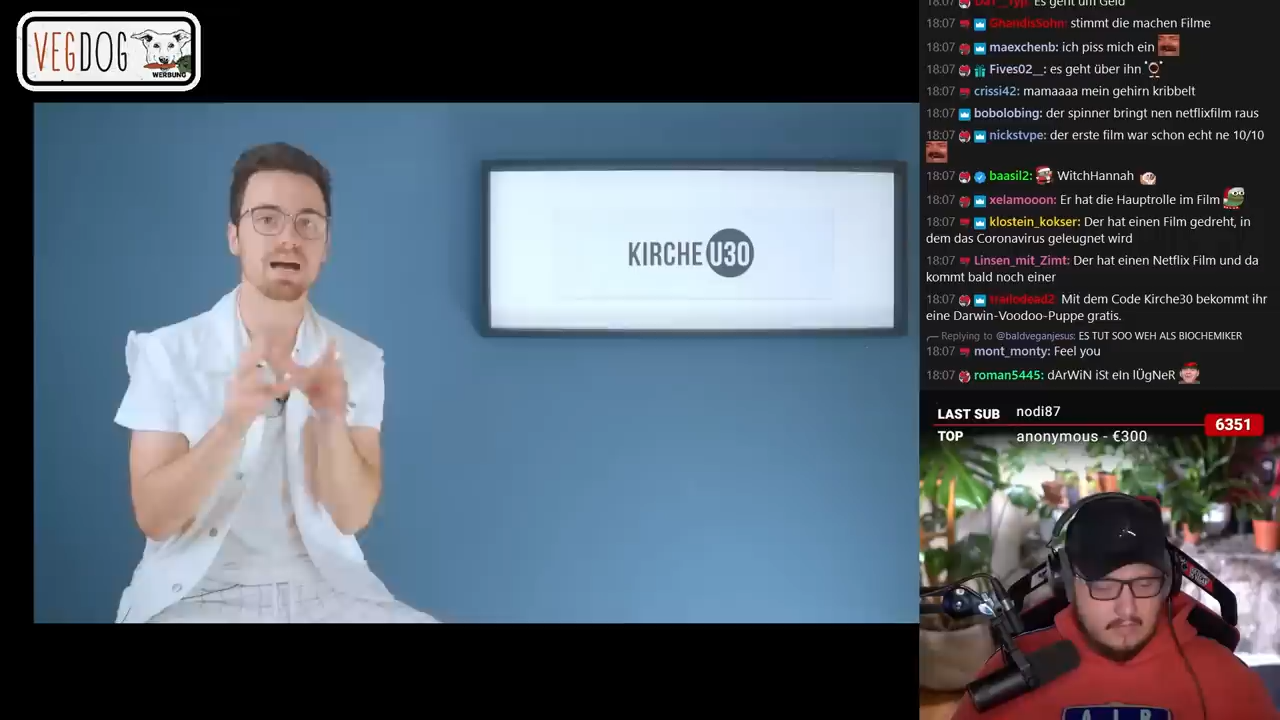 VEGDOG
WERBUNG
KIRCHE U30
18:07 DaT__Typ: Es geht um Geld
18:07 GhandisSohn: stimmt die machen Filme
18:07 maexchenb: ich piss mich ein
18:07 Fives02__: es geht über ihn
18:07 crissi42: mamaaaa mein gehirn kribbelt
18:07 bobolobing: der spinner bringt nen netflixfilm raus
18:07 nickstvpe: der erste film war schon echt ne 10/10
18:07 baasil2: WitchHannah
18:07 xelamooon: Er hat die Hauptrolle im Film
18:07 klostein_kokser: Der hat einen Film gedreht, in
dem das Coronavirus geleugnet wird
18:07 Linsen_mit_Zimt: Der hat einen Netflix Film und da
kommt bald noch einer
18:07 trailodead2 Mit dem Code Kirche30 bekommt ihr
eine Darwin-Voodoo-Puppe gratis.
Replying to @baldveganjesus: ES TUT SOO WEH ALS BIOCHEMIKER
18:07 mont_monty: Feel you
18:07 roman5445: dArWiN iSt eIn lÜgNeR
LAST SUB nodi87
6351
TOP anonymous - €300